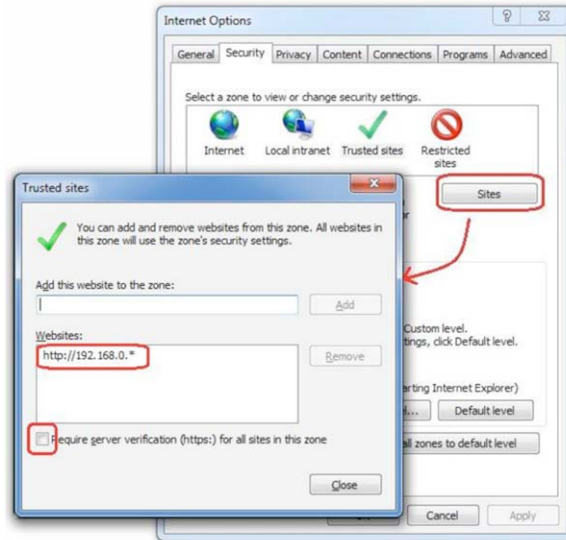 Internet Options
General Security Privacy Content Connections Programs Advanced
Select a zone to view or change security settings.
Internet Local intranet Trusted sites Restricted
sites
Sites
Trusted sites
You can add and remove websites from this zone. All websites in
this zone will use the zone's security settings.
Add this website to the zone:
Add
Websites:
http://192.168.0.*
Remove
Require server verification (https:) for all sites in this zone
Close
Custom level.
tings, click Default level.
arting Internet Explorer)
l... Default level
all zones to default level
Cancel Apply